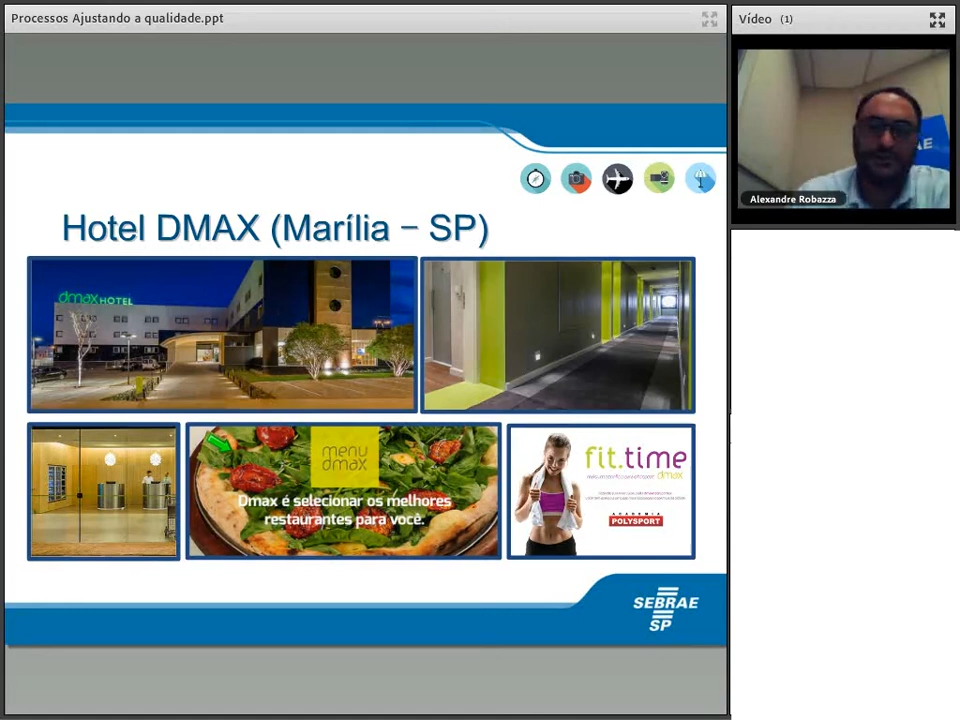 Processos Ajustando a qualidade.ppt
Vídeo (1)
AE
Alexandre Robazza
Hotel DMAX (Marília – SP)
dmax HOTEL
menu
dmax
Dmax é selecionar os melhores
restaurantes para você.
fit.time
dmax
ACADEMIA
POLYSPORT
SEBRAE
SP